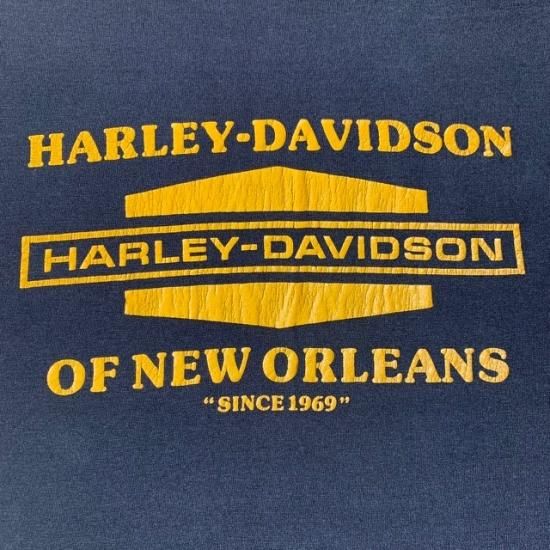 HARLEY-DAVIDSON
HARLEY-DAVIDSON
OF NEW ORLEANS
"SINCE 1969"